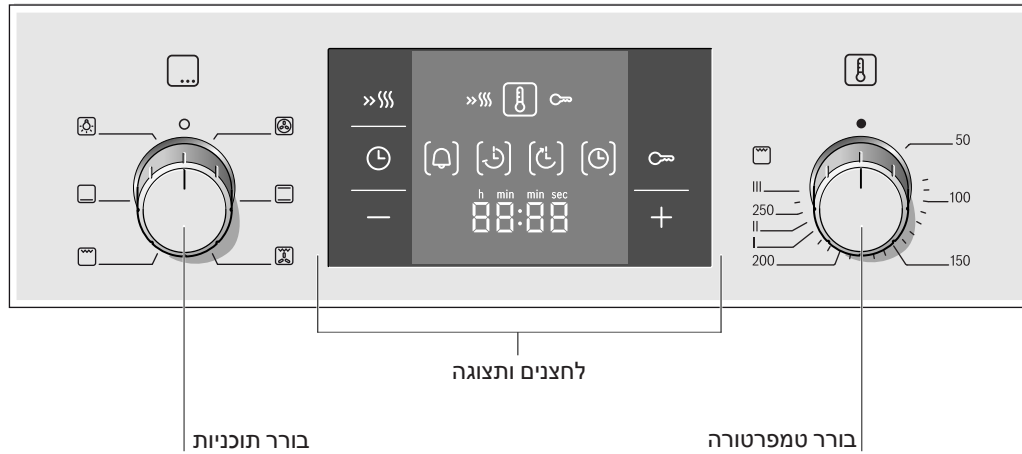 h min min sec
88:88
50
100
150
200
I
II
250
III
לחצנים ותצוגה
בורר תוכניות
בורר טמפרטורה